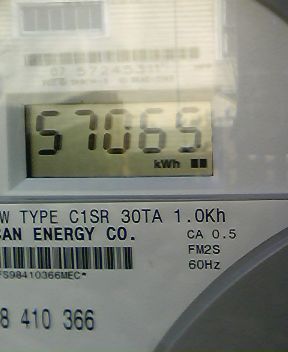 57065
kWh
W TYPE C1SR 30TA 1.0Kh
CAN ENERGY CO. CA 0.5
FM2S
60Hz
FS98410366MEC*
8 410 366